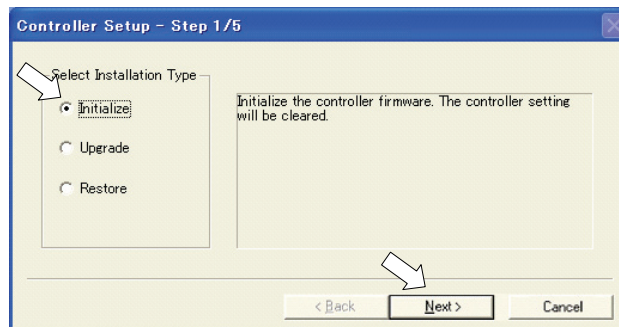 Controller Setup - Step 1/5
Select Installation Type
Initialize
Upgrade
Restore
Initialize the controller firmware. The controller setting
will be cleared.
< Back
Next >
Cancel